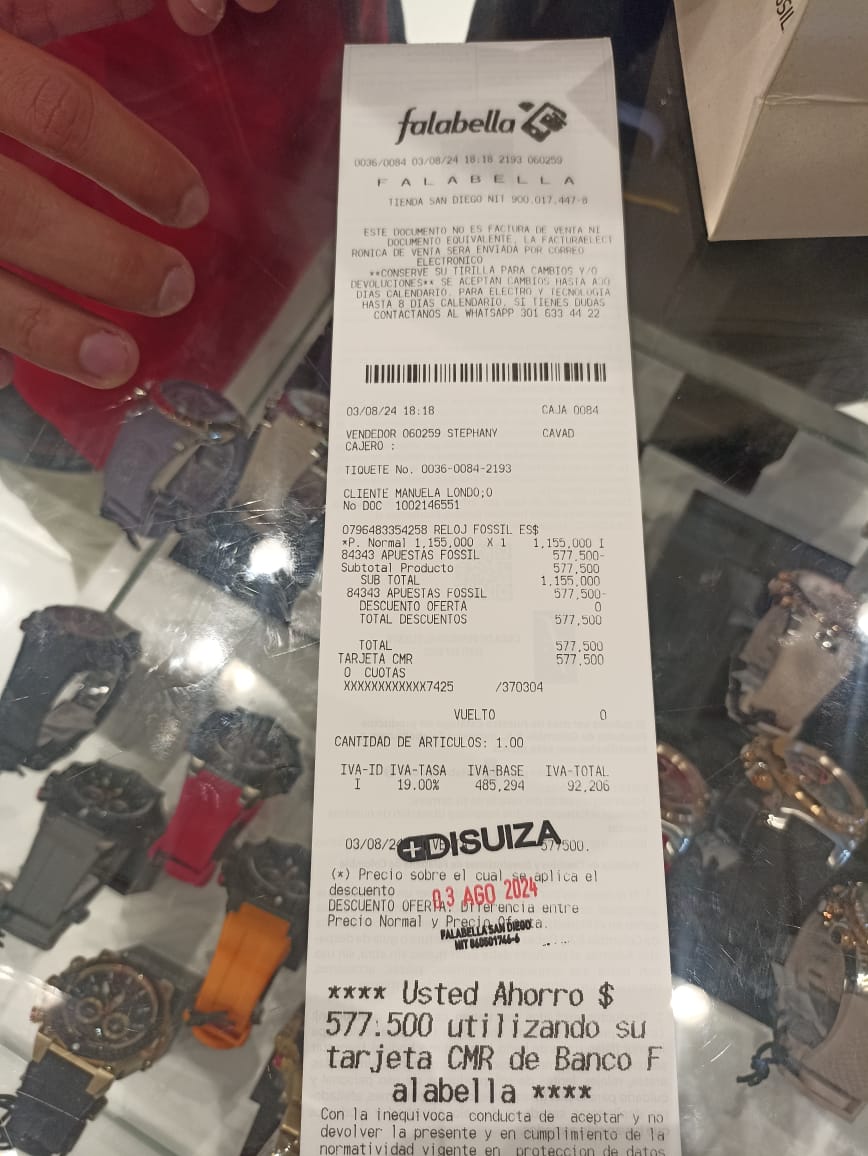 SSIL
falabella
0036/0084 03/08/24 18:18 2193 060259
F A L A B E L L A
TIENDA SAN DIEGO NIT 900.017.447-8
ESTE DOCUMENTO NO ES FACTURA DE VENTA NI
DOCUMENTO EQUIVALENTE, LA FACTURAELECT
RONICA DE VENTA SERA ENVIADA POR CORREO
ELECTRONICO
**CONSERVE SU TIRILLA PARA CAMBIOS Y/O
DEVOLUCIONES** SE ACEPTAN CAMBIOS HASTA
DIAS CALENDARIO. PARA ELECTRO Y TECNOLOGIA
HASTA 8 DIAS CALENDARIO. SI TIENES DUDAS
CONTACTANOS AL WHATSAPP 301 633 44 22
03/08/24 18:18 CAJA 0084
VENDEDOR 060259 STEPHANY CAVAD
CAJERO :
TIQUETE No. 0036-0084-2193
CLIENTE MANUELA LONDO;O
No DOC 1002146551
0796483354258 RELOJ FOSSIL ES$
*P. Normal 1,155,000 X 1 1,155,000 I
84343 APUESTAS FOSSIL 577,500-
Subtotal Producto 577,500
SUB TOTAL 1,155,000
84343 APUESTAS FOSSIL 577,500-
DESCUENTO OFERTA 0
TOTAL DESCUENTOS 577,500
TOTAL 577,500
TARJETA CMR 577,500
0 CUOTAS
XXXXXXXXXXXX7425 /370304
VUELTO 0
CANTIDAD DE ARTICULOS: 1.00
IVA-ID IVA-TASA IVA-BASE IVA-TOTAL
I 19.00% 485,294 92,206
03/08/2 DISUIZA 577500.
(*) Precio sobre el cual se aplica el
descuento 03 AGO 2024
DESCUENTO OFERTA: Diferencia entre
Precio Normal y Precio Oferta.
FALABELLA SAN DIEGO
NIT
**** Usted Ahorro $
577.500 utilizando su
tarjeta CMR de Banco F
alabella ****
Con la inequivoca conducta de aceptar y no
devolver la presente y en cumplimiento de la
normatividad vigente en proteccion de datos